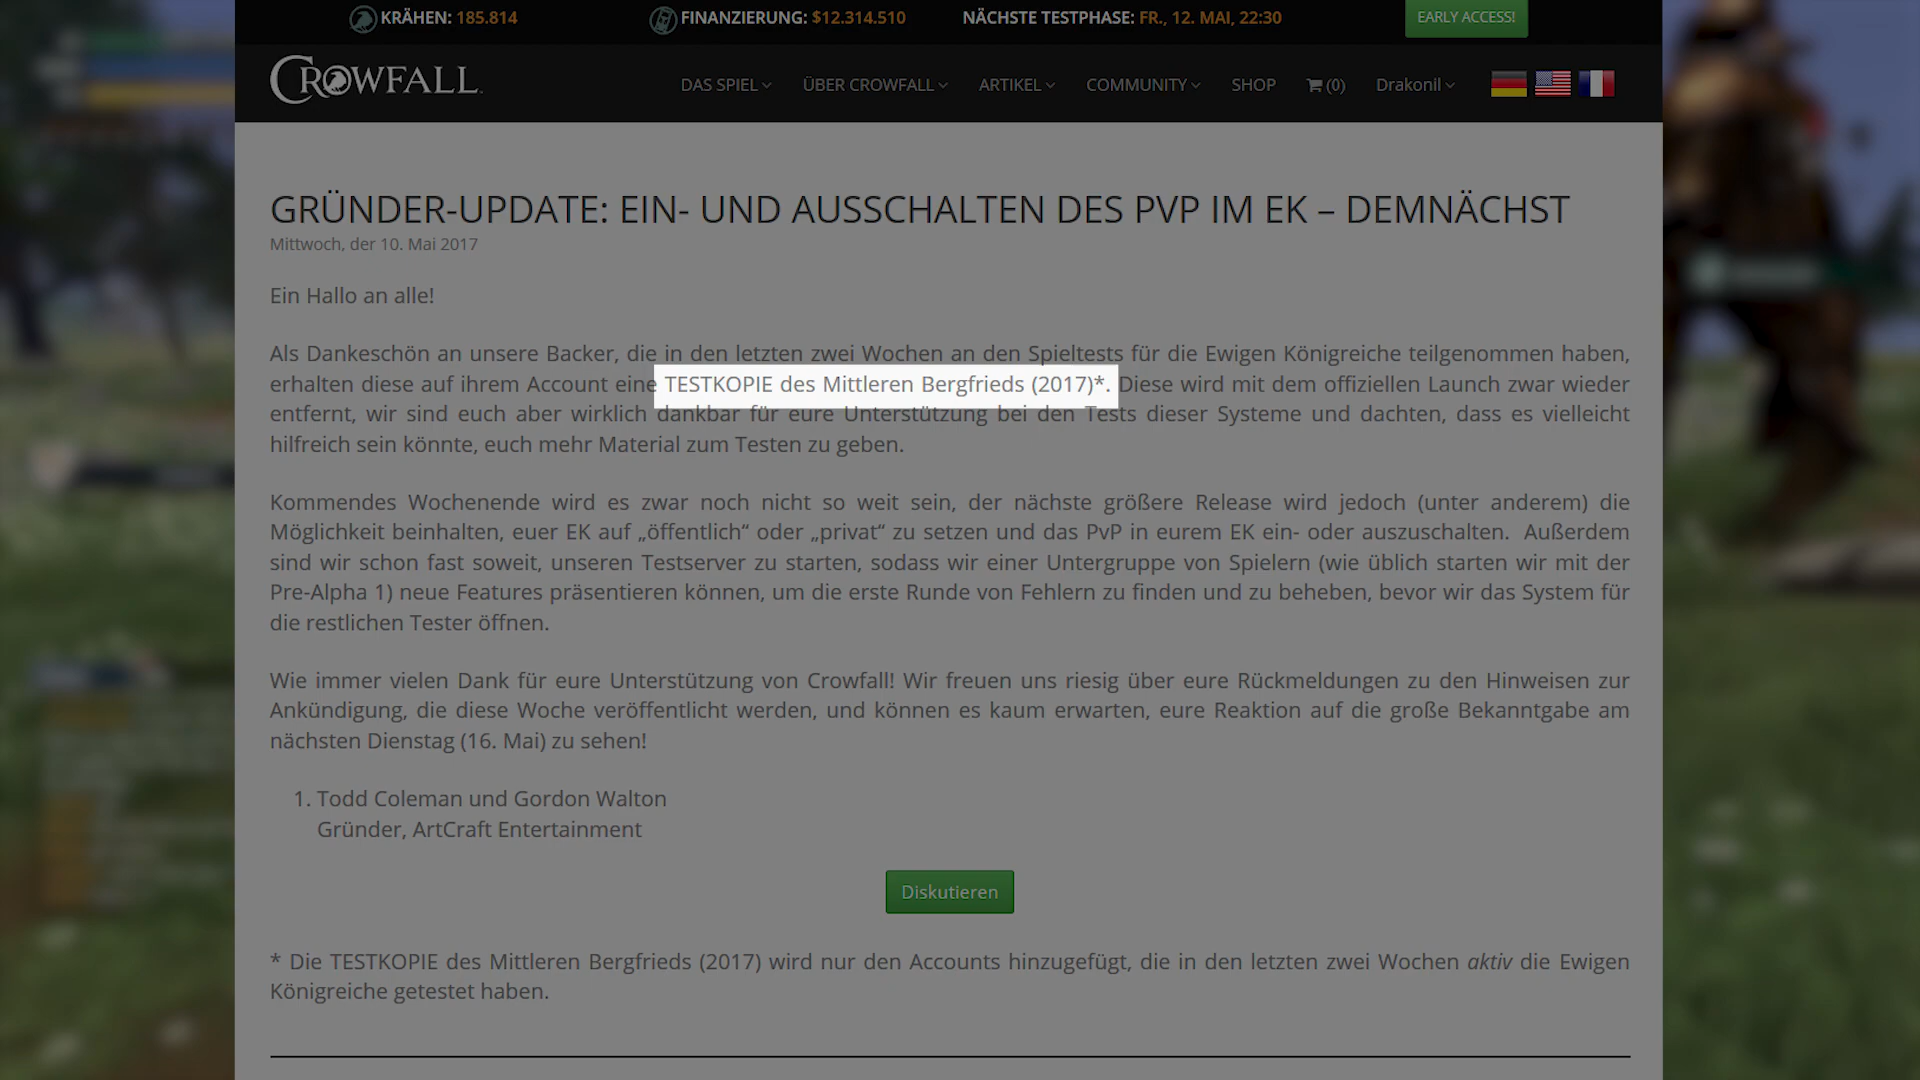 KRÄHEN: 185.814 FINANZIERUNG: $12.314.510 NÄCHSTE TESTPHASE: FR., 12. MAI, 22:30 EARLY ACCESS!
CROWFALL DAS SPIEL ÜBER CROWFALL ARTIKEL COMMUNITY SHOP (0) Drakonil
GRÜNDER-UPDATE: EIN- UND AUSSCHALTEN DES PVP IM EK – DEMNÄCHST
Mittwoch, der 10. Mai 2017
Ein Hallo an alle!
Als Dankeschön an unsere Backer, die in den letzten zwei Wochen an den Spieltests für die Ewigen Königreiche teilgenommen haben,
erhalten diese auf ihrem Account eine TESTKOPIE des Mittleren Bergfrieds (2017)*. Diese wird mit dem offiziellen Launch zwar wieder
entfernt, wir sind euch aber wirklich dankbar für eure Unterstützung bei den Tests dieser Systeme und dachten, dass es vielleicht
hilfreich sein könnte, euch mehr Material zum Testen zu geben.
Kommendes Wochenende wird es zwar noch nicht so weit sein, der nächste größere Release wird jedoch (unter anderem) die
Möglichkeit beinhalten, euer EK auf „öffentlich“ oder „privat“ zu setzen und das PvP in eurem EK ein- oder auszuschalten. Außerdem
sind wir schon fast soweit, unseren Testserver zu starten, sodass wir einer Untergruppe von Spielern (wie üblich starten wir mit der
Pre-Alpha 1) neue Features präsentieren können, um die erste Runde von Fehlern zu finden und zu beheben, bevor wir das System für
die restlichen Tester öffnen.
Wie immer vielen Dank für eure Unterstützung von Crowfall! Wir freuen uns riesig über eure Rückmeldungen zu den Hinweisen zur
Ankündigung, die diese Woche veröffentlicht werden, und können es kaum erwarten, eure Reaktion auf die große Bekanntgabe am
nächsten Dienstag (16. Mai) zu sehen!
1. Todd Coleman und Gordon Walton
Gründer, ArtCraft Entertainment
Diskutieren
* Die TESTKOPIE des Mittleren Bergfrieds (2017) wird nur den Accounts hinzugefügt, die in den letzten zwei Wochen aktiv die Ewigen
Königreiche getestet haben.